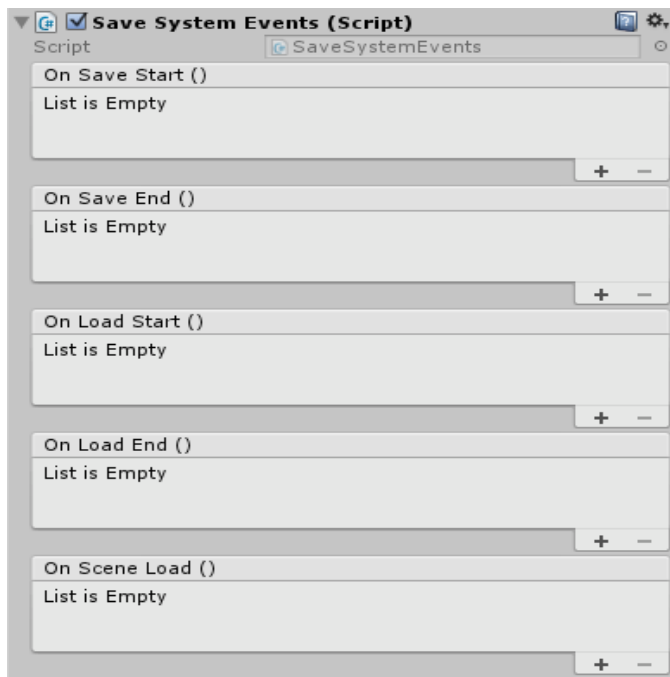 Save System Events (Script)
Script SaveSystemEvents
On Save Start ()
List is Empty
+ −
On Save End ()
List is Empty
+ −
On Load Start ()
List is Empty
+ −
On Load End ()
List is Empty
+ −
On Scene Load ()
List is Empty
+ −